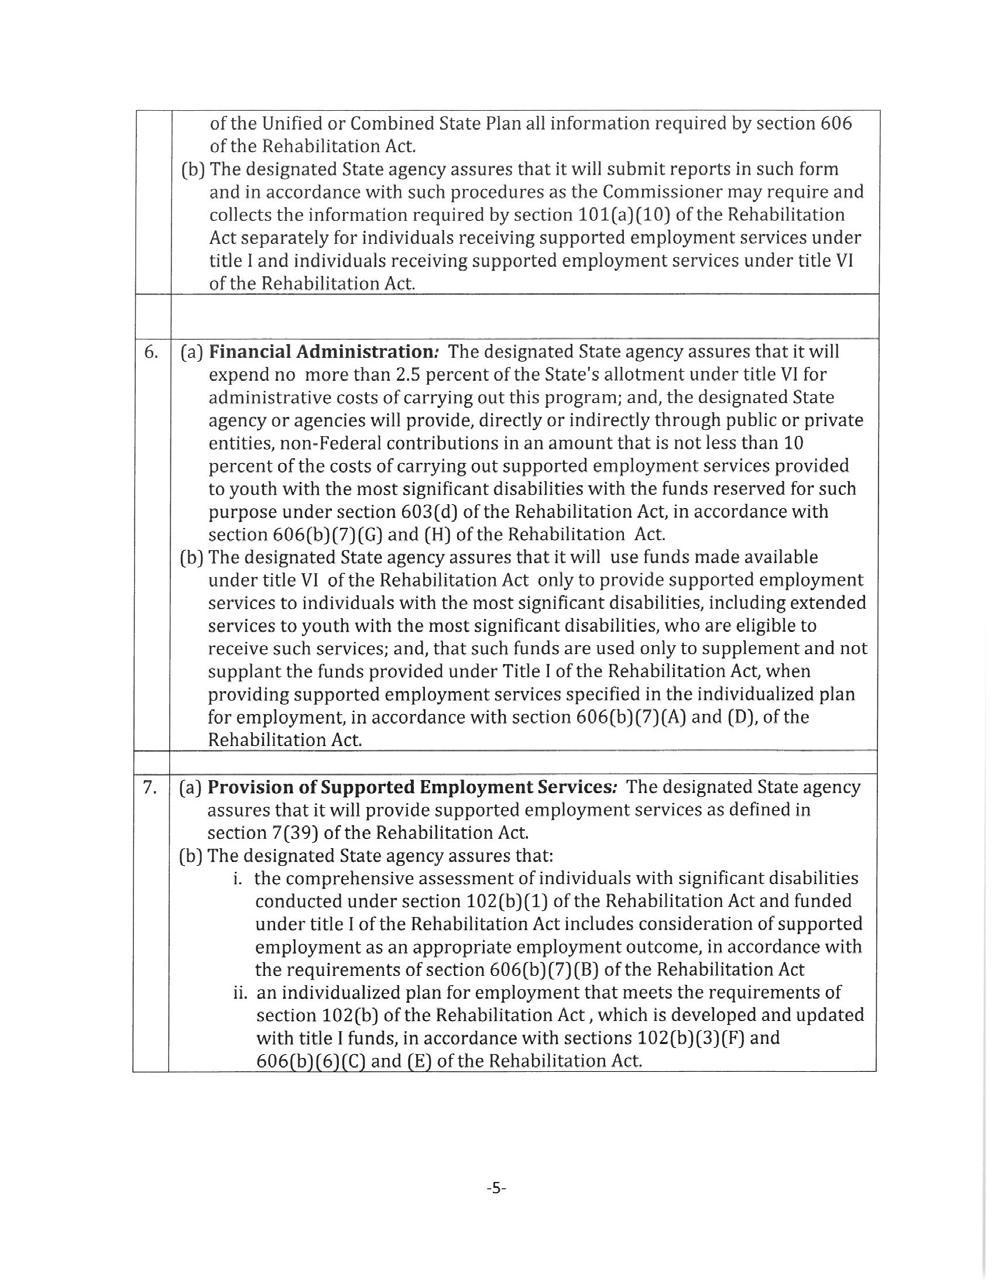 of the Unified or Combined State Plan all information required by section 606
of the Rehabilitation Act.
(b) The designated State agency assures that it will submit reports in such form
and in accordance with such procedures as the Commissioner may require and
collects the information required by section 101(a)(10) of the Rehabilitation
Act separately for individuals receiving supported employment services under
title I and individuals receiving supported employment services under title VI
of the Rehabilitation Act.
6. (a) Financial Administration: The designated State agency assures that it will
expend no more than 2.5 percent of the State's allotment under title VI for
administrative costs of carrying out this program; and, the designated State
agency or agencies will provide, directly or indirectly through public or private
entities, non-Federal contributions in an amount that is not less than 10
percent of the costs of carrying out supported employment services provided
to youth with the most significant disabilities with the funds reserved for such
purpose under section 603(d) of the Rehabilitation Act, in accordance with
section 606(b)(7)(G) and (H) of the Rehabilitation Act.
(b) The designated State agency assures that it will use funds made available
under title VI of the Rehabilitation Act only to provide supported employment
services to individuals with the most significant disabilities, including extended
services to youth with the most significant disabilities, who are eligible to
receive such services; and, that such funds are used only to supplement and not
supplant the funds provided under Title I of the Rehabilitation Act, when
providing supported employment services specified in the individualized plan
for employment, in accordance with section 606(b)(7)(A) and (D), of the
Rehabilitation Act.
7. (a) Provision of Supported Employment Services: The designated State agency
assures that it will provide supported employment services as defined in
section 7(39) of the Rehabilitation Act.
(b) The designated State agency assures that:
i. the comprehensive assessment of individuals with significant disabilities
conducted under section 102(b)(1) of the Rehabilitation Act and funded
under title I of the Rehabilitation Act includes consideration of supported
employment as an appropriate employment outcome, in accordance with
the requirements of section 606(b)(7)(B) of the Rehabilitation Act
ii. an individualized plan for employment that meets the requirements of
section 102(b) of the Rehabilitation Act , which is developed and updated
with title I funds, in accordance with sections 102(b)(3)(F) and
606(b)(6)(C) and (E) of the Rehabilitation Act.
-5-